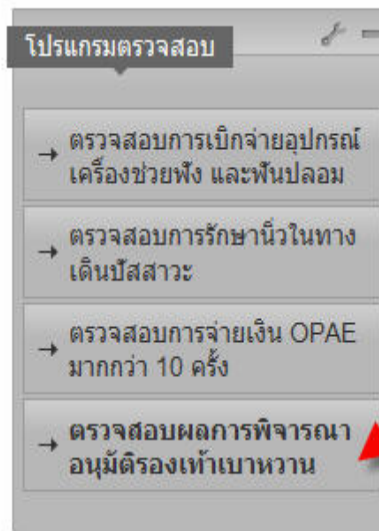 โปรแกรมตรวจสอบ
ตรวจสอบการเบิกจ่ายอุปกรณ์
เครื่องช่วยฟัง และฟันปลอม
ตรวจสอบการรักษานิ่วในทาง
เดินปัสสาวะ
ตรวจสอบการจ่ายเงิน OPAE
มากกว่า 10 ครั้ง
ตรวจสอบผลการพิจารณา
อนุมัติรองเท้าเบาหวาน